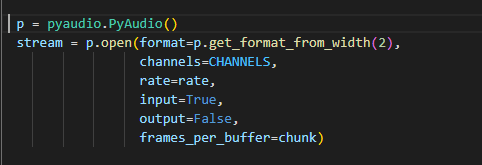 p = pyaudio.PyAudio()
stream = p.open(format=p.get_format_from_width(2),
                channels=CHANNELS,
                rate=rate,
                input=True,
                output=False,
                frames_per_buffer=chunk)